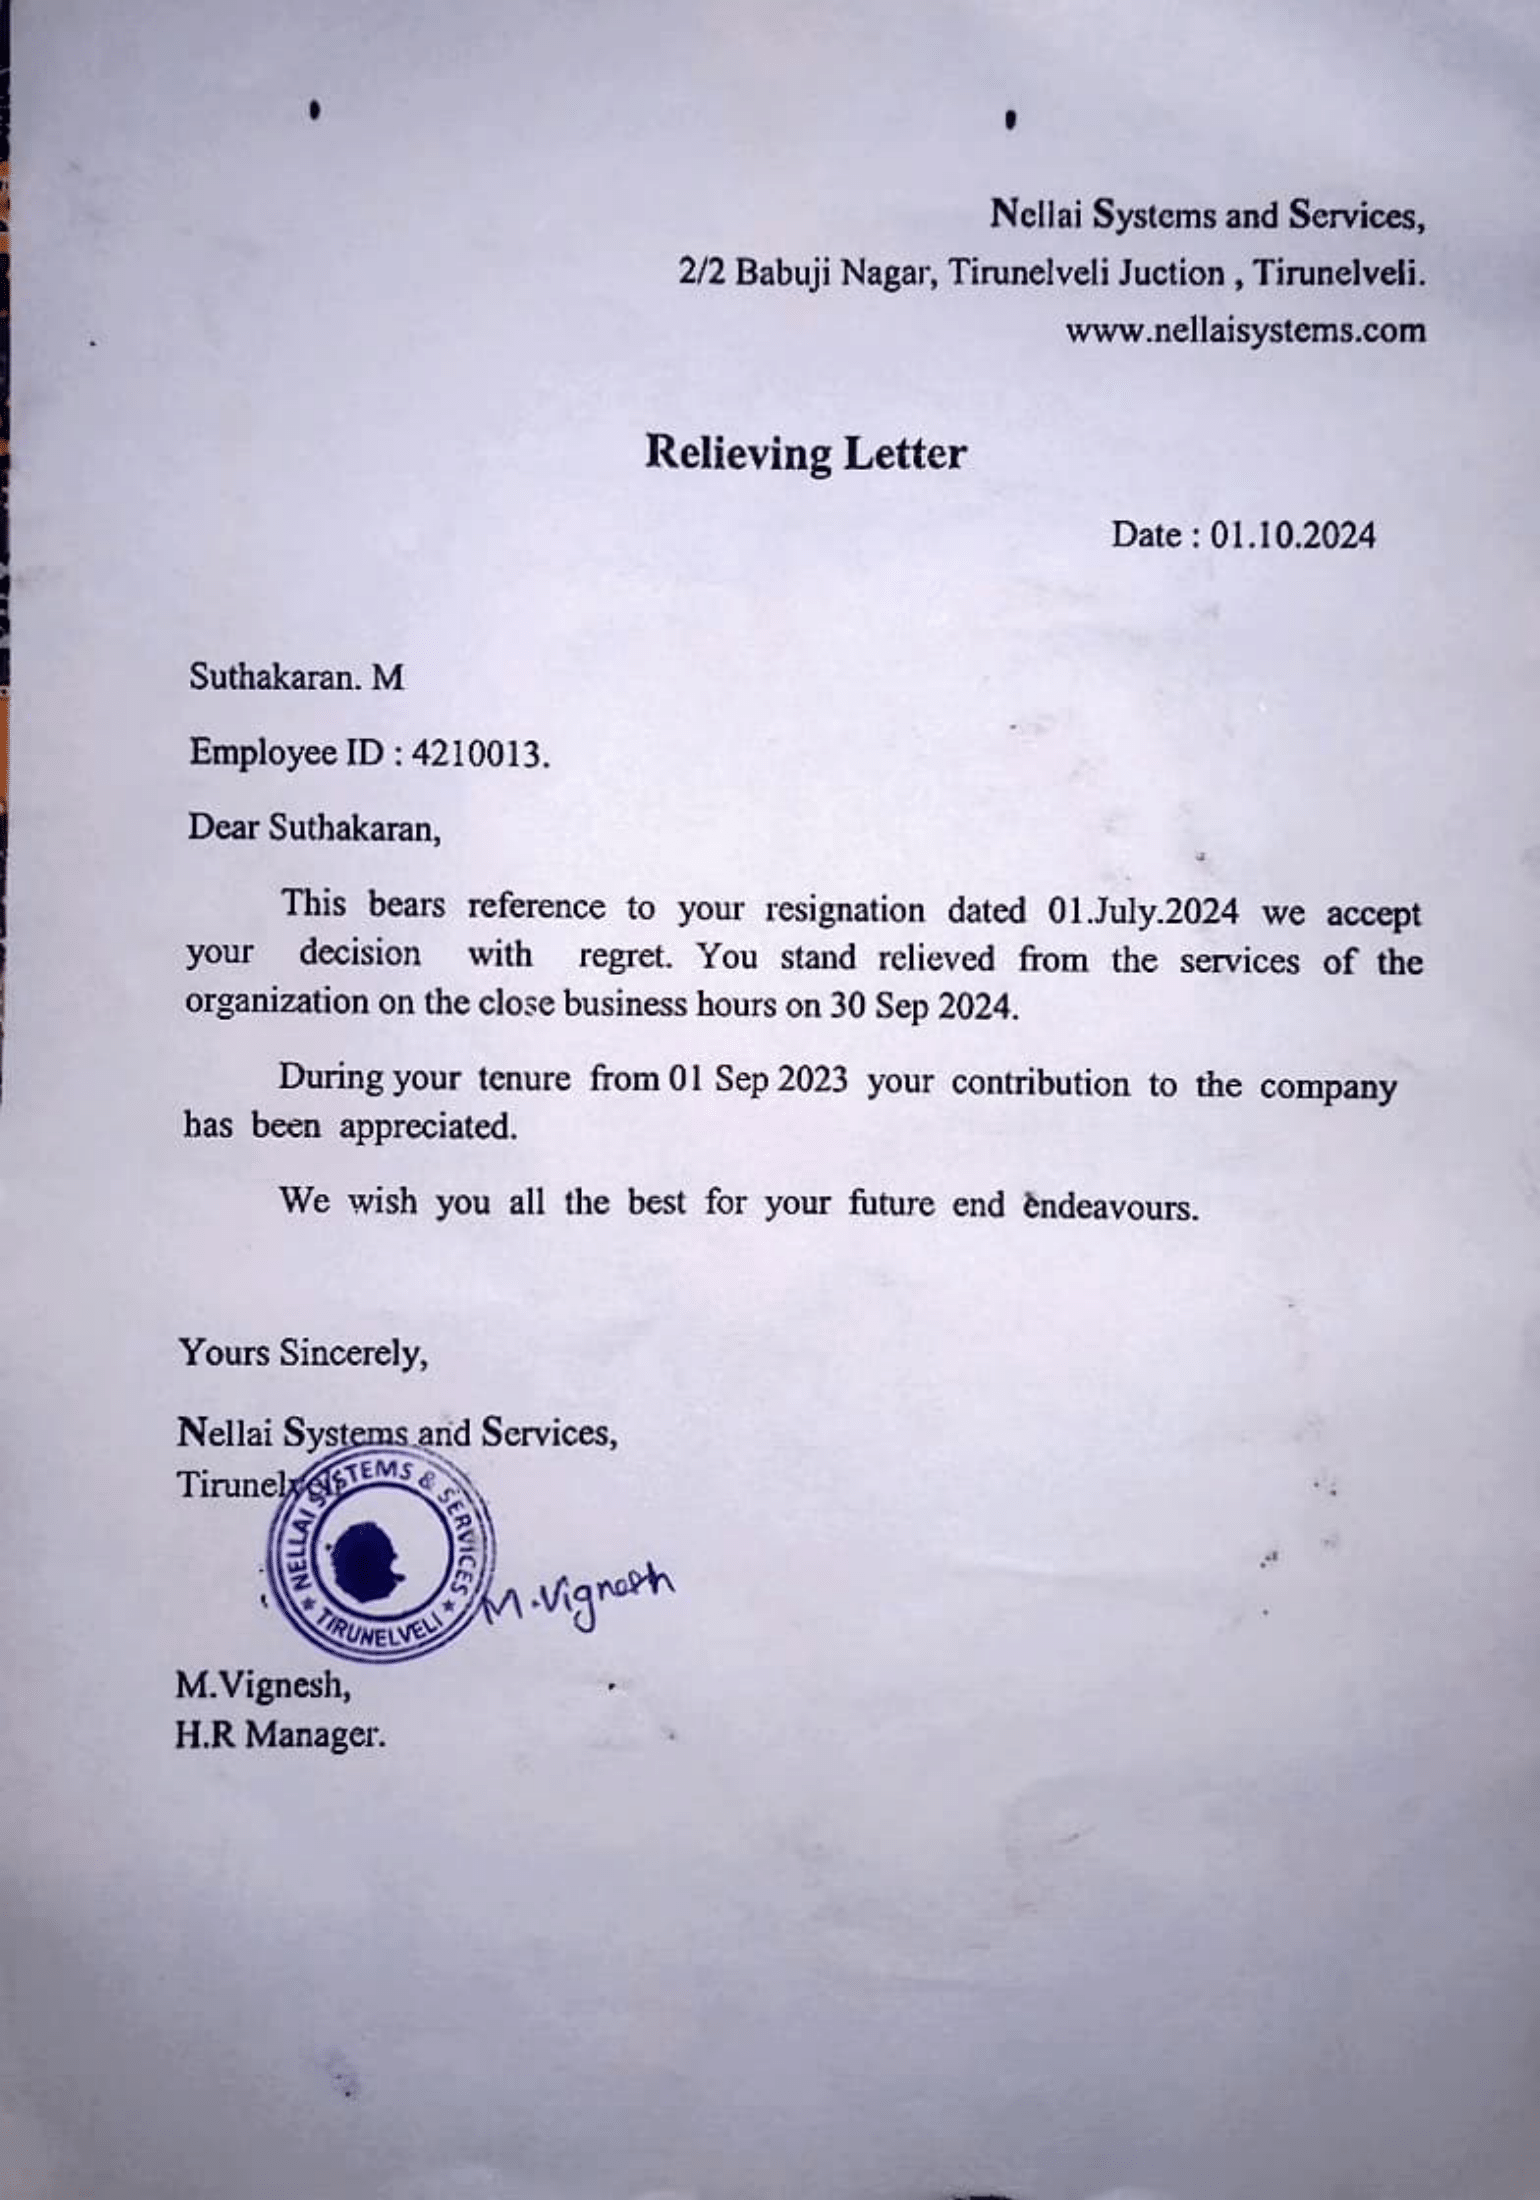 Nellai Systems and Services,
2/2 Babuji Nagar, Tirunelveli Juction , Tirunelveli.
www.nellaisystems.com
Relieving Letter
Date : 01.10.2024
Suthakaran. M
Employee ID : 4210013.
Dear Suthakaran,
This bears reference to your resignation dated 01.July.2024 we accept
your decision with regret. You stand relieved from the services of the
organization on the close business hours on 30 Sep 2024.
During your tenure from 01 Sep 2023 your contribution to the company
has been appreciated.
We wish you all the best for your future end endeavours.
Yours Sincerely,
Nellai Systems and Services,
Tirunelveli
NELLAI SYSTEMS & SERVICES
* TIRUNELVELI *
M.Vignesh
M.Vignesh,
H.R Manager.